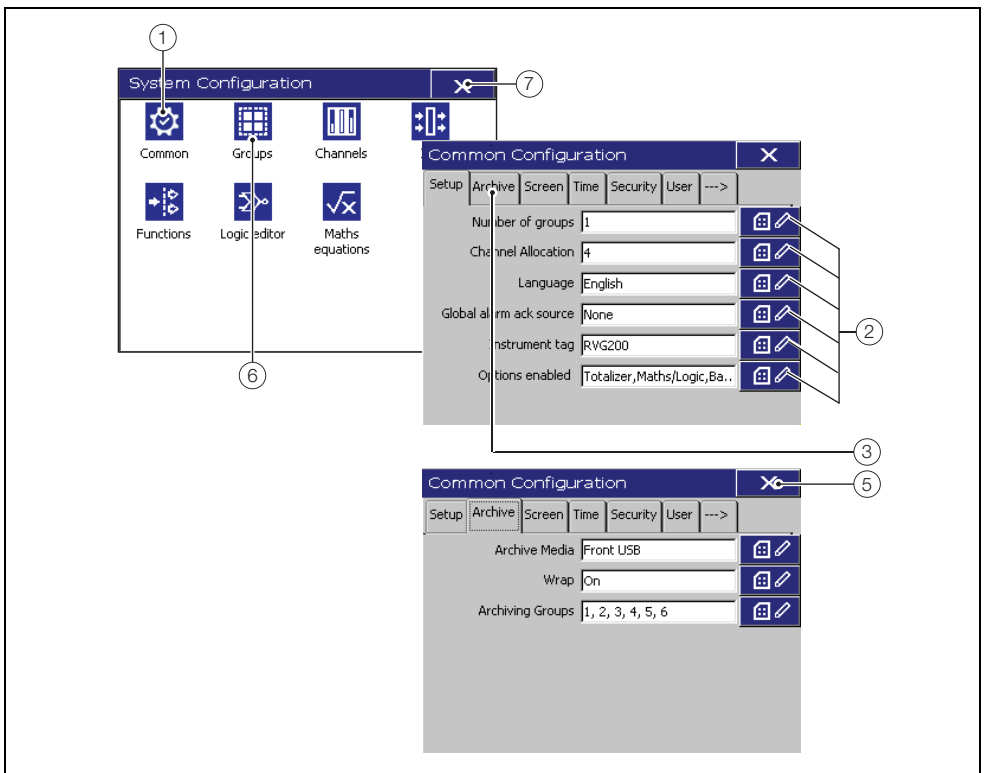 1
System Configuration
7
Common Groups Channels
Functions Logic editor Maths equations
6
Common Configuration
Setup Archive Screen Time Security User --->
Number of groups 1
Channel Allocation 4
Language English
Global alarm ack source None
Instrument tag RVG200
Options enabled Totalizer,Maths/Logic,Ba..
2
3
Common Configuration
5
Setup Archive Screen Time Security User --->
Archive Media Front USB
Wrap On
Archiving Groups 1, 2, 3, 4, 5, 6